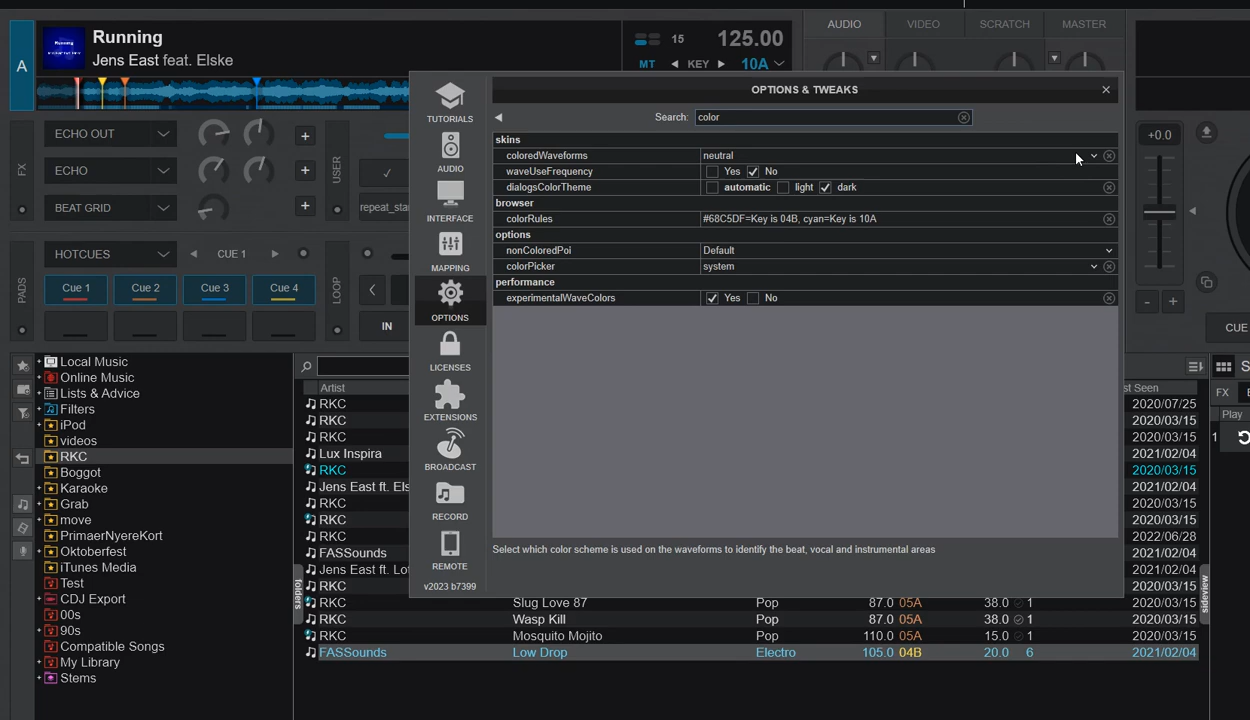 Running
Jens East feat. Elske
15
125.00
MT
KEY
10A
AUDIO
VIDEO
SCRATCH
MASTER
A
FX
ECHO OUT
ECHO
BEAT GRID
USER
PADS
HOTCUES
CUE 1
Cue 1
Cue 2
Cue 3
Cue 4
LOOP
IN
OPTIONS & TWEAKS
TUTORIALS
AUDIO
INTERFACE
MAPPING
OPTIONS
LICENSES
EXTENSIONS
BROADCAST
RECORD
REMOTE
v2023 b7399
Search: color
skins
coloredWaveforms neutral
waveUseFrequency Yes No
dialogsColorTheme automatic light dark
browser
colorRules #68C5DF=Key is 04B, cyan=Key is 10A
options
nonColoredPoi Default
colorPicker system
performance
experimentalWaveColors Yes No
Select which color scheme is used on the waveforms to identify the beat, vocal and instrumental areas
+0.0
CUE
Local Music
Online Music
Lists & Advice
Filters
iPod
videos
RKC
Boggot
Karaoke
Grab
move
PrimaerNyereKort
Oktoberfest
iTunes Media
Test
CDJ Export
00s
90s
Compatible Songs
My Library
Stems
folders
Artist
RKC 2020/07/25
RKC 2020/03/15
RKC 2020/03/15
Lux Inspira 2021/02/04
RKC 2020/03/15
Jens East ft. Els 2021/02/04
RKC 2020/03/15
RKC 2020/03/15
RKC 2022/06/28
FASSounds 2021/02/04
Jens East ft. Lof 2021/02/04
RKC 2020/03/15
RKC Slug Love 87 Pop 87.0 05A 38.0 1 2020/03/15
RKC Wasp Kill Pop 87.0 05A 38.0 1 2020/03/15
RKC Mosquito Mojito Pop 110.0 05A 15.0 1 2020/03/15
FASSounds Low Drop Electro 105.0 04B 20.0 6 2021/02/04
sideview
FX
Play
1